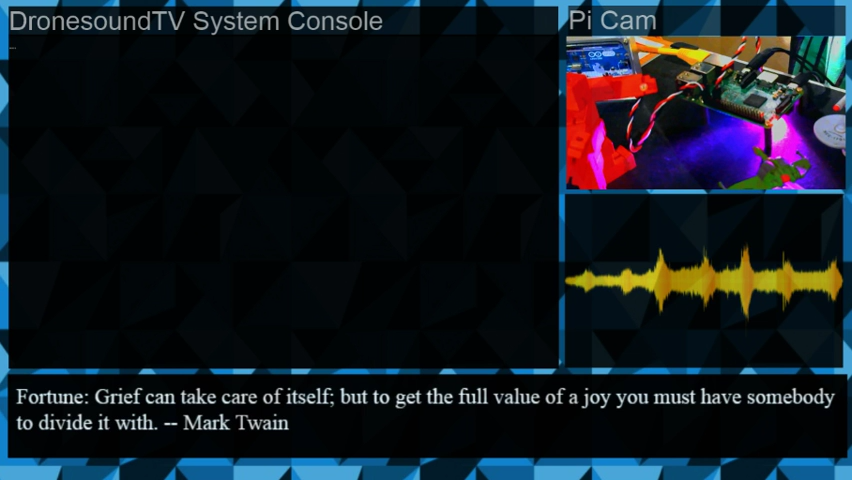 DronesoundTV System Console
Pi Cam
Fortune: Grief can take care of itself; but to get the full value of a joy you must have somebody
to divide it with. -- Mark Twain